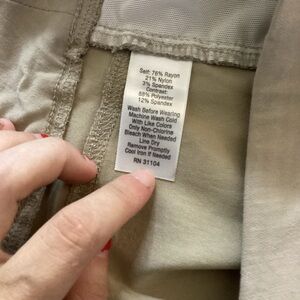 Self: 76% Rayon
21% Nylon
3% Spandex
Contrast:
88% Polyester
12% Spandex
Wash Before Wearing
Machine Wash Cold
With Like Colors
Only Non-Chlorine
Bleach When Needed
Line Dry
Remove Promptly
Cool Iron If Needed
RN 31104